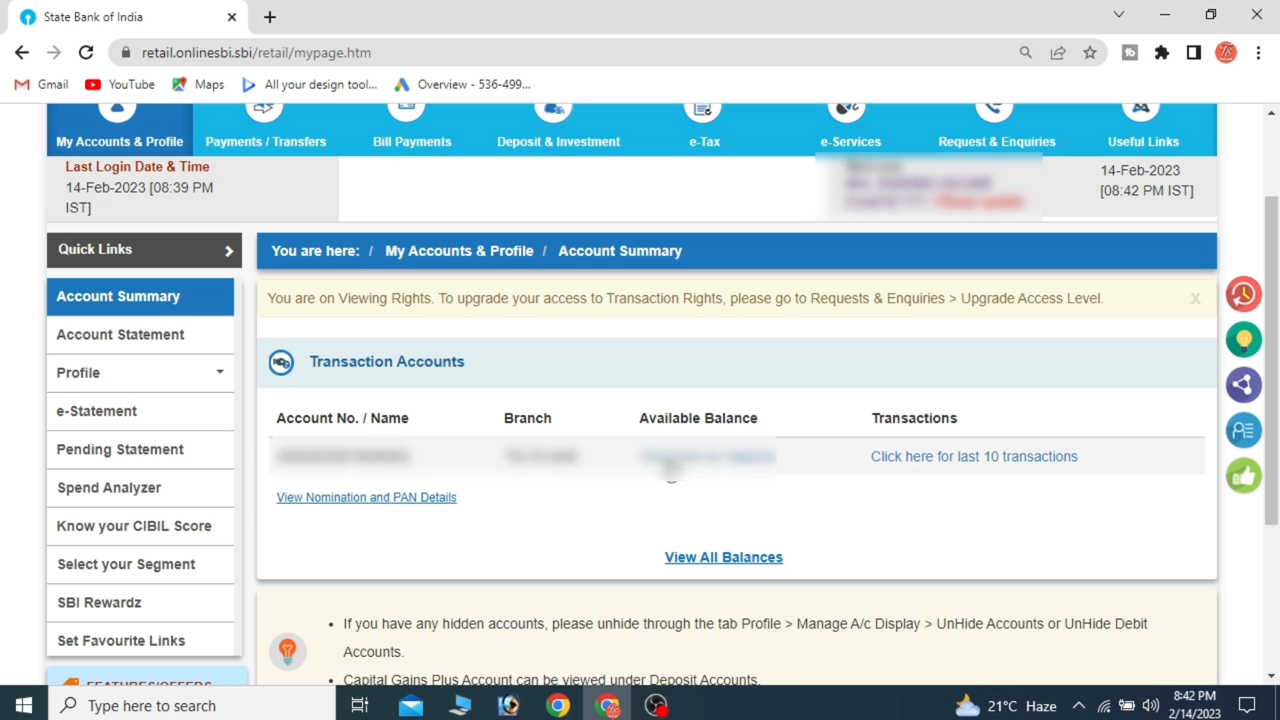 State Bank of India
retail.onlinesbi.sbi/retail/mypage.htm
Gmail YouTube Maps All your design tool... Overview - 536-499...
My Accounts & Profile Payments / Transfers Bill Payments Deposit & Investment e-Tax e-Services Request & Enquiries Useful Links
Last Login Date & Time
14-Feb-2023 [08:39 PM
IST]
14-Feb-2023
[08:42 PM IST]
Quick Links
You are here: / My Accounts & Profile / Account Summary
Account Summary
Account Statement
Profile
e-Statement
Pending Statement
Spend Analyzer
Know your CIBIL Score
Select your Segment
SBI Rewardz
Set Favourite Links
FEATURES/OFFERS
You are on Viewing Rights. To upgrade your access to Transaction Rights, please go to Requests & Enquiries > Upgrade Access Level. X
Transaction Accounts
Account No. / Name Branch Available Balance Transactions
Click here for last 10 transactions
View Nomination and PAN Details
View All Balances
• If you have any hidden accounts, please unhide through the tab Profile > Manage A/c Display > UnHide Accounts or UnHide Debit
Accounts.
• Capital Gains Plus Account can be viewed under Deposit Accounts.
Type here to search
21°C Haze
8:42 PM
2/14/2023